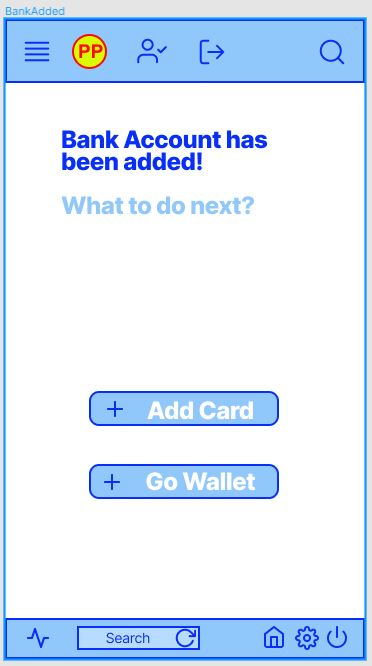 BankAdded
PP
Bank Account has
been added!
What to do next?
Add Card
Go Wallet
Search